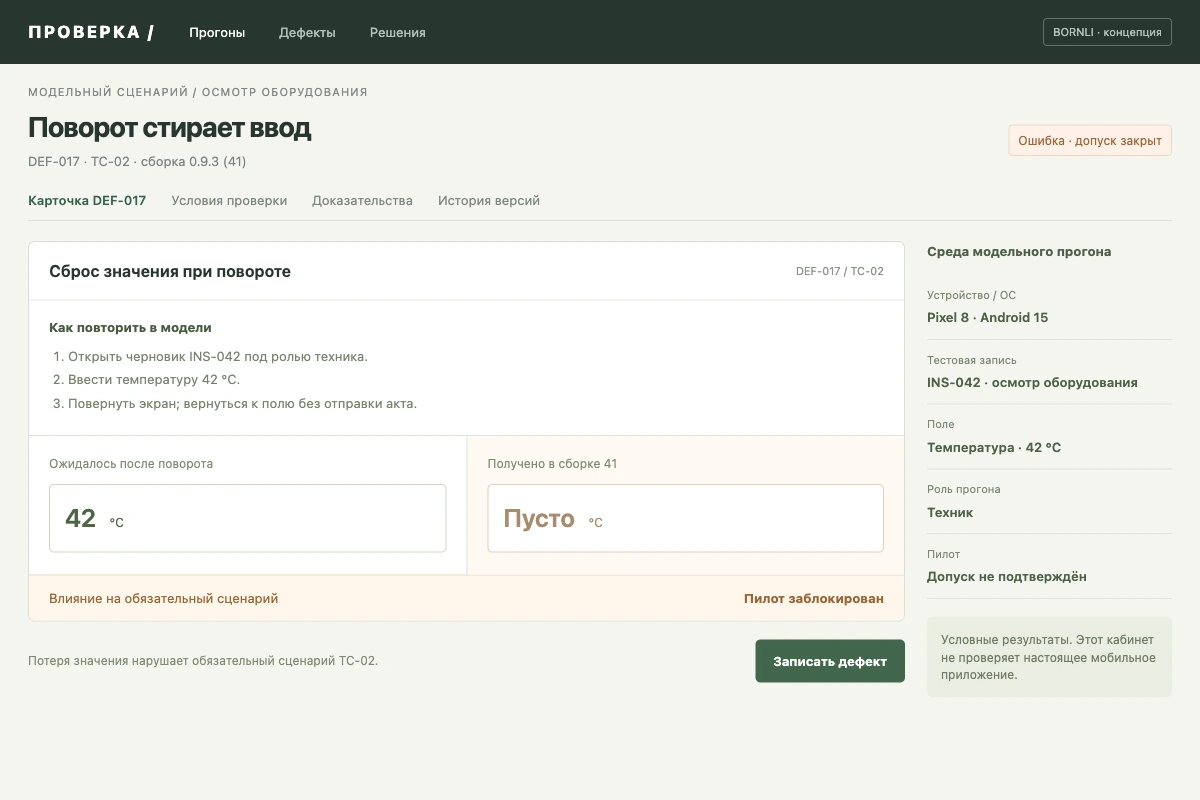 ПРОВЕРКА /
Прогоны
Дефекты
Решения
BORNLI · концепция
МОДЕЛЬНЫЙ СЦЕНАРИЙ / ОСМОТР ОБОРУДОВАНИЯ
Поворот стирает ввод
DEF-017 · TC-02 · сборка 0.9.3 (41)
Ошибка · допуск закрыт
Карточка DEF-017
Условия проверки
Доказательства
История версий
Сброс значения при повороте
DEF-017 / TC-02
Как повторить в модели
1. Открыть черновик INS-042 под ролью техника.
2. Ввести температуру 42 °C.
3. Повернуть экран; вернуться к полю без отправки акта.
Ожидалось после поворота
42 °C
Получено в сборке 41
Пусто °C
Влияние на обязательный сценарий
Пилот заблокирован
Потеря значения нарушает обязательный сценарий TC-02.
Записать дефект
Среда модельного прогона
Устройство / ОС
Pixel 8 · Android 15
Тестовая запись
INS-042 · осмотр оборудования
Поле
Температура · 42 °C
Роль прогона
Техник
Пилот
Допуск не подтверждён
Условные результаты. Этот кабинет
не проверяет настоящее мобильное
приложение.